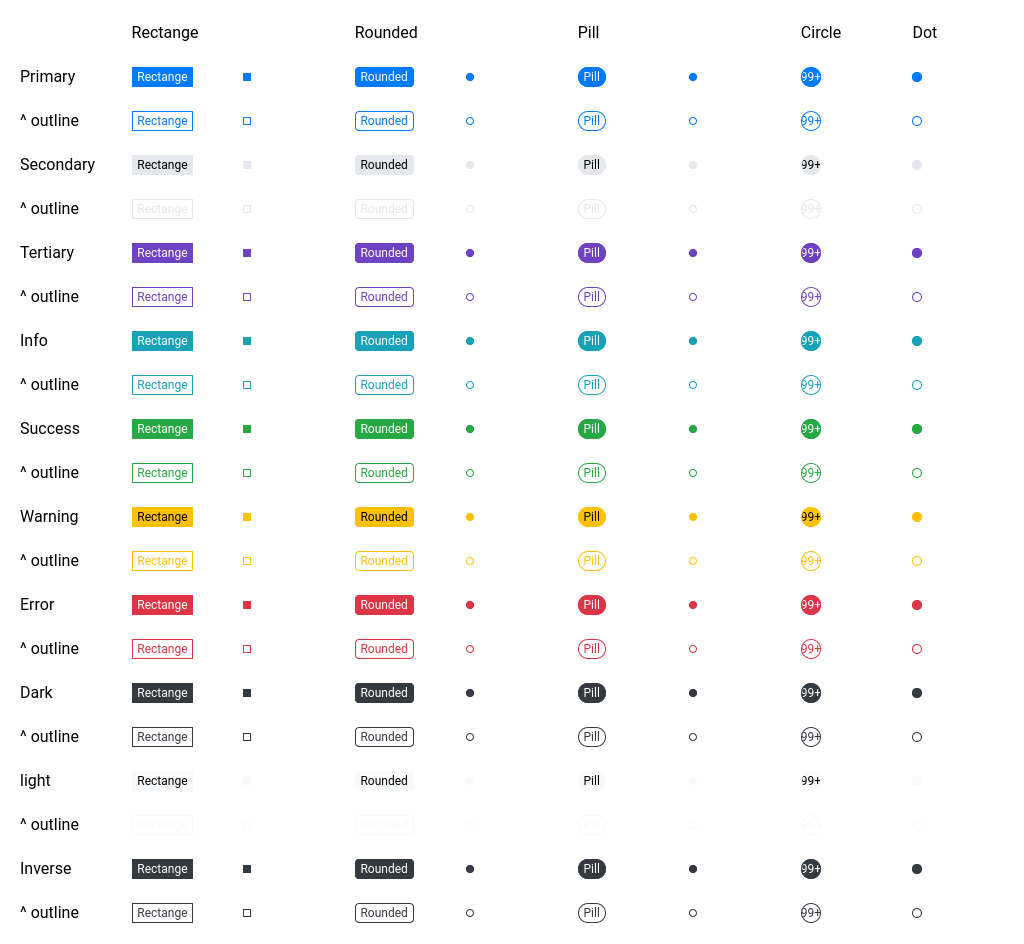 Rectange Rounded Pill Circle Dot
Primary Rectange Rounded Pill 99+
^ outline Rectange Rounded Pill 99+
Secondary Rectange Rounded Pill 99+
^ outline Rectange Rounded Pill 99+
Tertiary Rectange Rounded Pill 99+
^ outline Rectange Rounded Pill 99+
Info Rectange Rounded Pill 99+
^ outline Rectange Rounded Pill 99+
Success Rectange Rounded Pill 99+
^ outline Rectange Rounded Pill 99+
Warning Rectange Rounded Pill 99+
^ outline Rectange Rounded Pill 99+
Error Rectange Rounded Pill 99+
^ outline Rectange Rounded Pill 99+
Dark Rectange Rounded Pill 99+
^ outline Rectange Rounded Pill 99+
light Rectange Rounded Pill 99+
^ outline Rectange Rounded Pill 99+
Inverse Rectange Rounded Pill 99+
^ outline Rectange Rounded Pill 99+